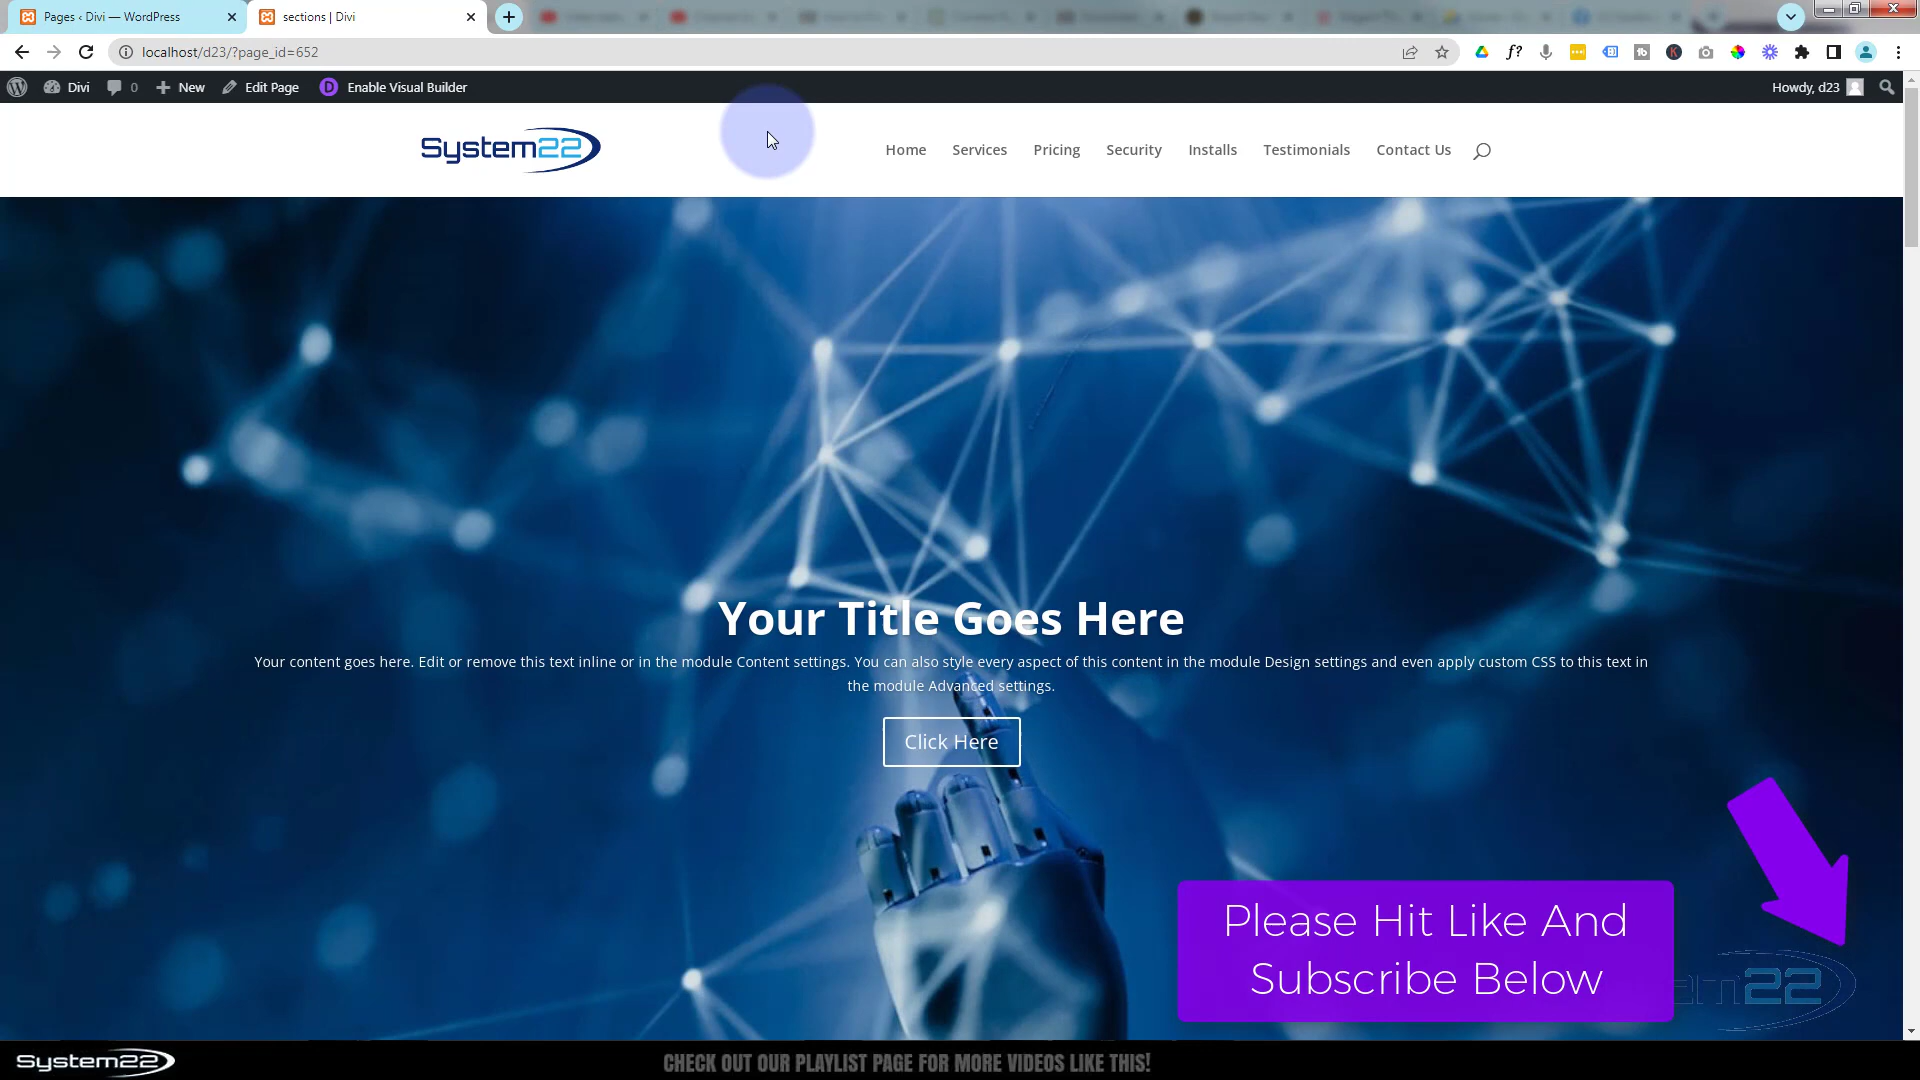 Pages ‹ Divi — WordPress
sections | Divi
localhost/d23/?page_id=652
Divi
0
New
Edit Page
Enable Visual Builder
Howdy, d23
System22
Home
Services
Pricing
Security
Installs
Testimonials
Contact Us
Your Title Goes Here
Your content goes here. Edit or remove this text inline or in the module Content settings. You can also style every aspect of this content in the module Design settings and even apply custom CSS to this text in
the module Advanced settings.
Click Here
Please Hit Like And
Subscribe Below
em22
System22
CHECK OUT OUR PLAYLIST PAGE FOR MORE VIDEOS LIKE THIS!